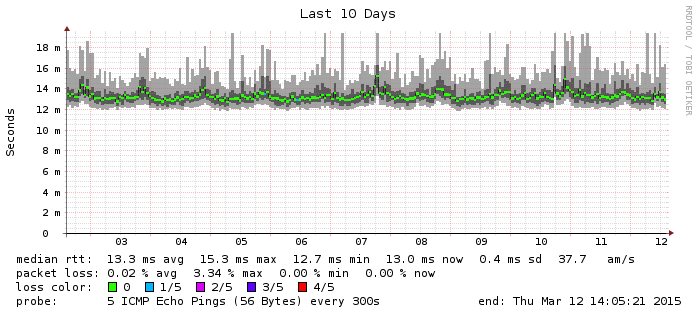 Last 10 Days
RRDTOOL / TOBI OETIKER
Seconds
18 m
16 m
14 m
12 m
10 m
8 m
6 m
4 m
2 m
0
03 04 05 06 07 08 09 10 11 12
median rtt: 13.3 ms avg 15.3 ms max 12.7 ms min 13.0 ms now 0.4 ms sd 37.7 am/s
packet loss: 0.02 % avg 3.34 % max 0.00 % min 0.00 % now
loss color: 0 1/5 2/5 3/5 4/5
probe: 5 ICMP Echo Pings (56 Bytes) every 300s end: Thu Mar 12 14:05:21 2015